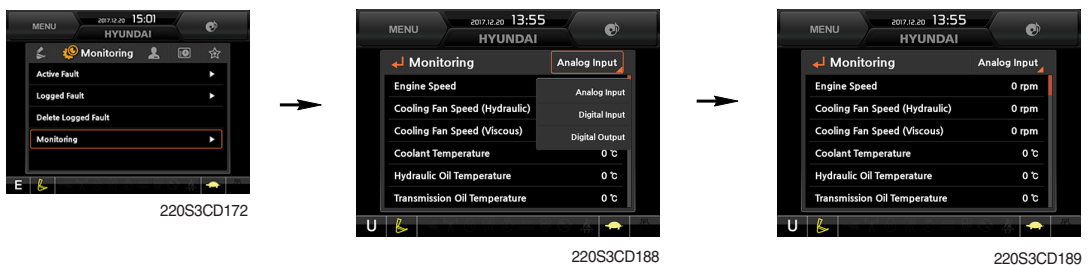 MENU
2017.12.20 15:01
HYUNDAI
Monitoring
Active Fault
Logged Fault
Delete Logged Fault
Monitoring
E
220S3CD172
MENU
2017.12.20 13:55
HYUNDAI
Monitoring Analog Input
Engine Speed
Cooling Fan Speed (Hydraulic)
Cooling Fan Speed (Viscous)
Analog Input
Digital Input
Digital Output
Coolant Temperature 0 ℃
Hydraulic Oil Temperature 0 ℃
Transmission Oil Temperature 0 ℃
U
220S3CD188
MENU
2017.12.20 13:55
HYUNDAI
Monitoring Analog Input
Engine Speed 0 rpm
Cooling Fan Speed (Hydraulic) 0 rpm
Cooling Fan Speed (Viscous) 0 rpm
Coolant Temperature 0 ℃
Hydraulic Oil Temperature 0 ℃
Transmission Oil Temperature 0 ℃
U
220S3CD189